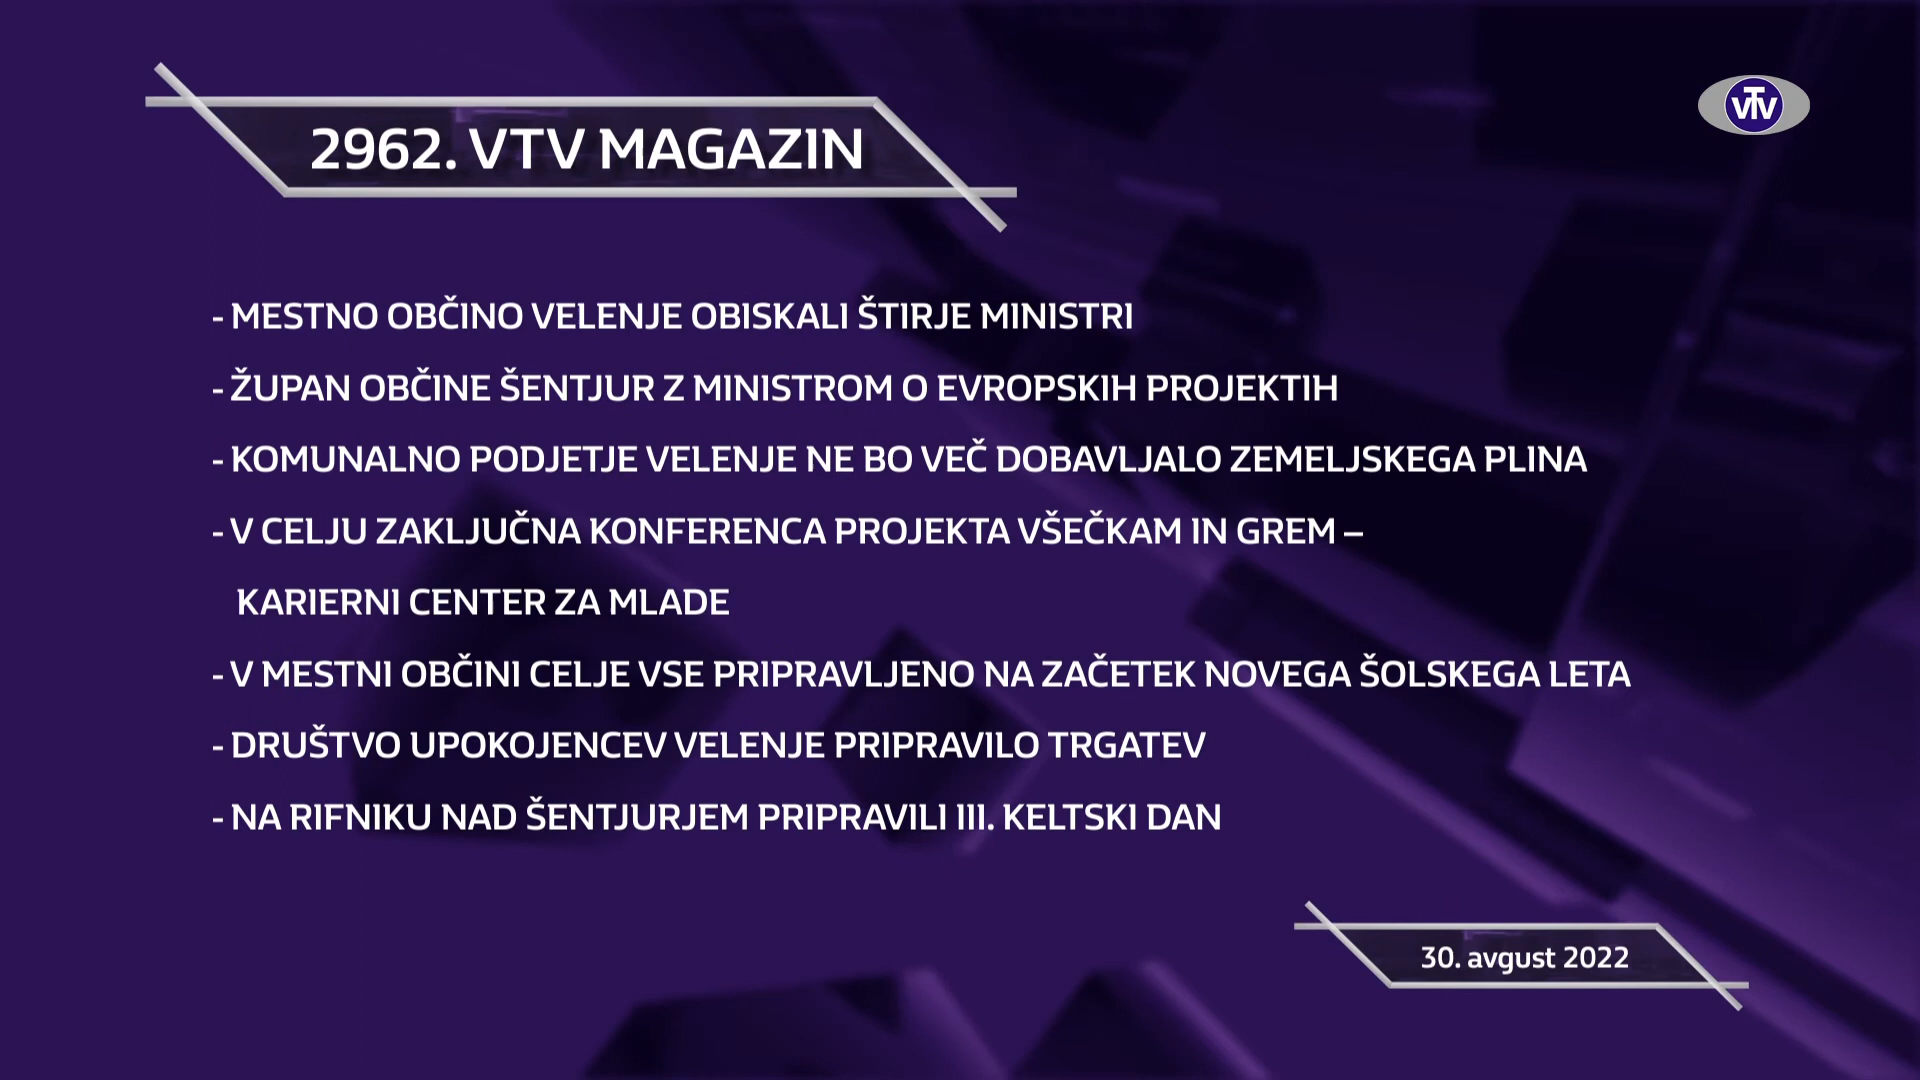 2962. VTV MAGAZIN
VTV
- MESTNO OBČINO VELENJE OBISKALI ŠTIRJE MINISTRI
- ŽUPAN OBČINE ŠENTJUR Z MINISTROM O EVROPSKIH PROJEKTIH
- KOMUNALNO PODJETJE VELENJE NE BO VEČ DOBAVLJALO ZEMELJSKEGA PLINA
- V CELJU ZAKLJUČNA KONFERENCA PROJEKTA VŠEČKAM IN GREM –
KARIERNI CENTER ZA MLADE
- V MESTNI OBČINI CELJE VSE PRIPRAVLJENO NA ZAČETEK NOVEGA ŠOLSKEGA LETA
- DRUŠTVO UPOKOJENCEV VELENJE PRIPRAVILO TRGATEV
- NA RIFNIKU NAD ŠENTJURJEM PRIPRAVILI III. KELTSKI DAN
30. avgust 2022